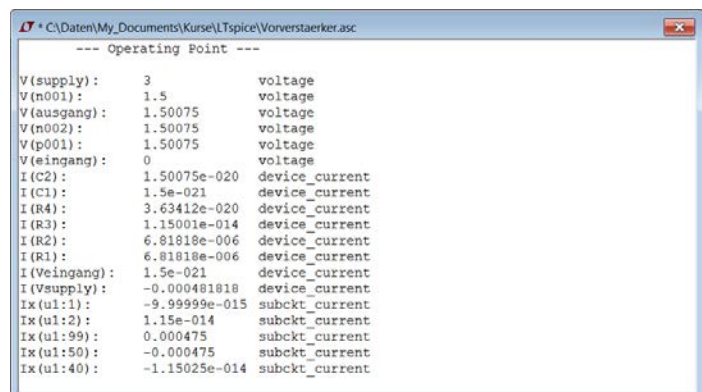 * C:\Daten\My_Documents\Kurse\LTspice\Vorverstaerker.asc
--- Operating Point ---
V(supply): 3 voltage
V(n001): 1.5 voltage
V(ausgang): 1.50075 voltage
V(n002): 1.50075 voltage
V(p001): 1.50075 voltage
V(eingang): 0 voltage
I(C2): 1.50075e-020 device_current
I(C1): 1.5e-021 device_current
I(R4): 3.63412e-020 device_current
I(R3): 1.15001e-014 device_current
I(R2): 6.81818e-006 device_current
I(R1): 6.81818e-006 device_current
I(Veingang): 1.5e-021 device_current
I(Vsupply): -0.000481818 device_current
Ix(u1:1): -9.99999e-015 subckt_current
Ix(u1:2): 1.15e-014 subckt_current
Ix(u1:99): 0.000475 subckt_current
Ix(u1:50): -0.000475 subckt_current
Ix(u1:40): -1.15025e-014 subckt_current